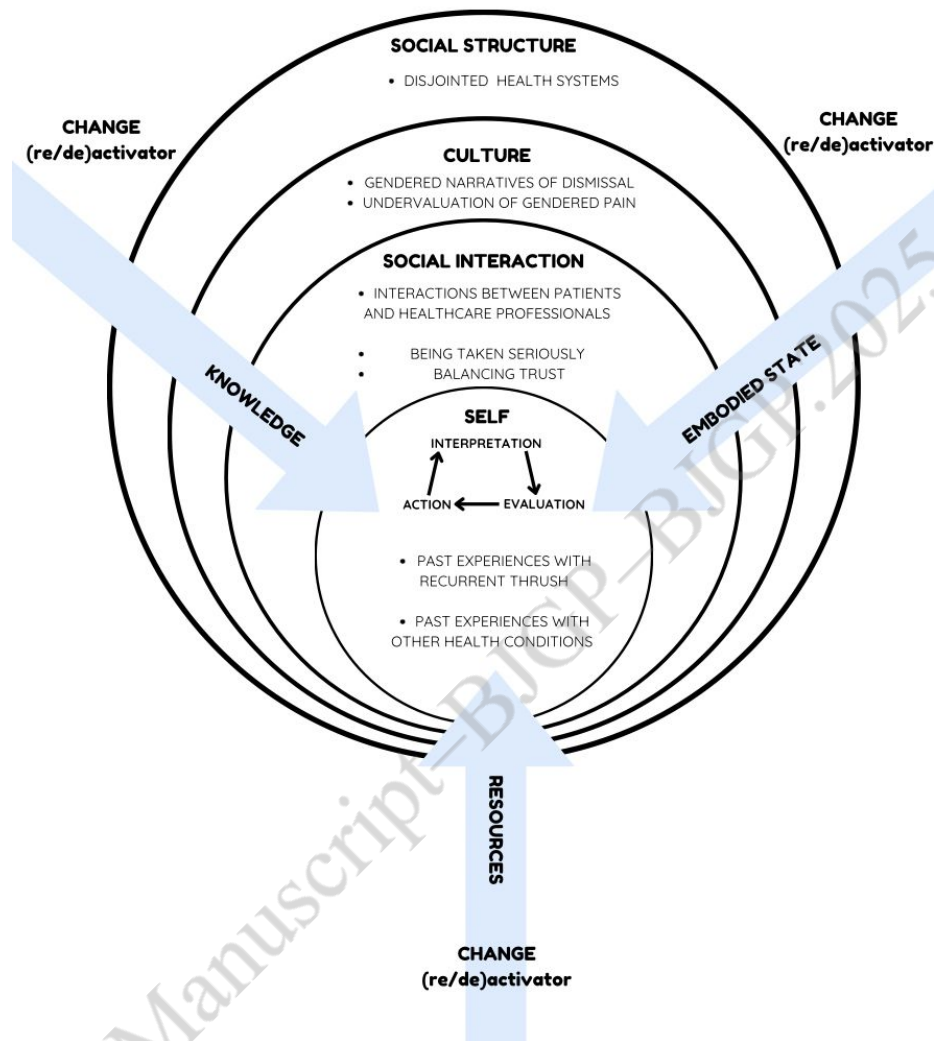 SOCIAL STRUCTURE
• DISJOINTED HEALTH SYSTEMS
CHANGE
(re/de)activator
CHANGE
(re/de)activator
CULTURE
• GENDERED NARRATIVES OF DISMISSAL
• UNDERVALUATION OF GENDERED PAIN
SOCIAL INTERACTION
• INTERACTIONS BETWEEN PATIENTS
AND HEALTHCARE PROFESSIONALS
• BEING TAKEN SERIOUSLY
• BALANCING TRUST
KNOWLEDGE
EMBODIED STATE
SELF
INTERPRETATION
ACTION
EVALUATION
• PAST EXPERIENCES WITH
RECURRENT THRUSH
• PAST EXPERIENCES WITH
OTHER HEALTH CONDITIONS
RESOURCES
CHANGE
(re/de)activator
Manuscript–BJGP–BJGP.2025.